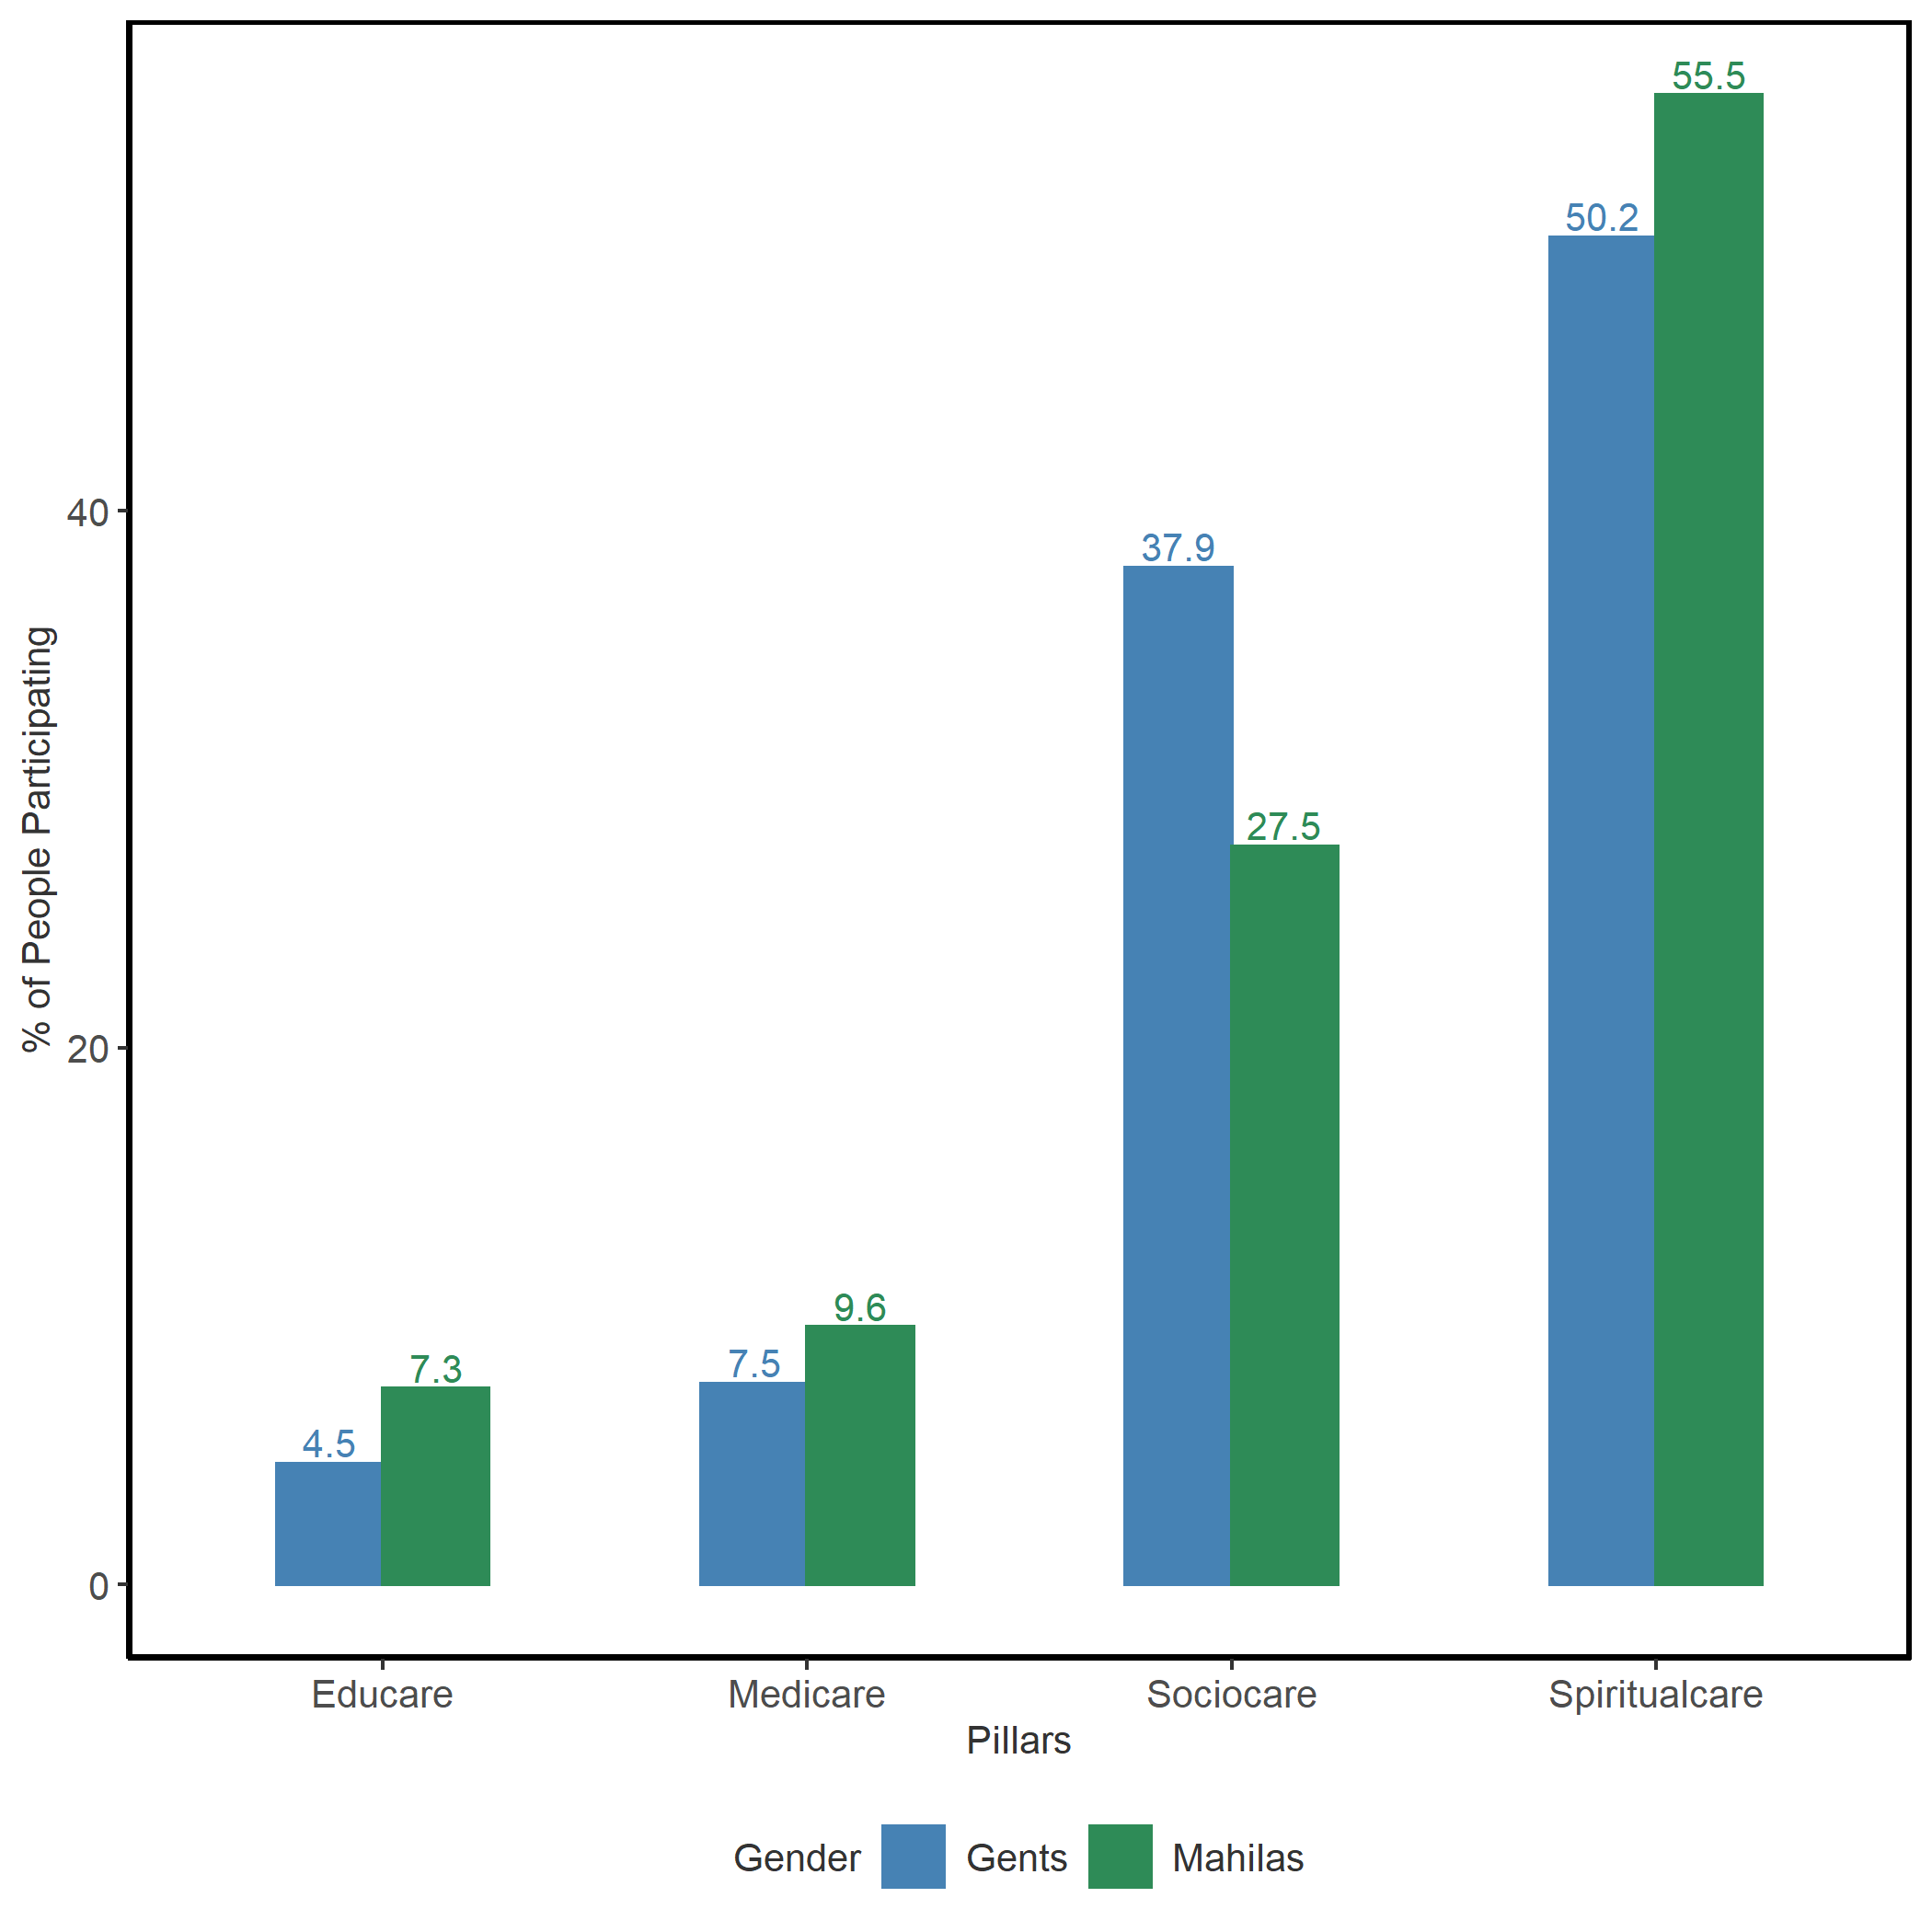 55.5
50.2
40
37.9
27.5
20
9.6
7.5
7.3
4.5
0
% of People Participating
Educare Medicare Sociocare Spiritualcare
Pillars
Gender Gents Mahilas